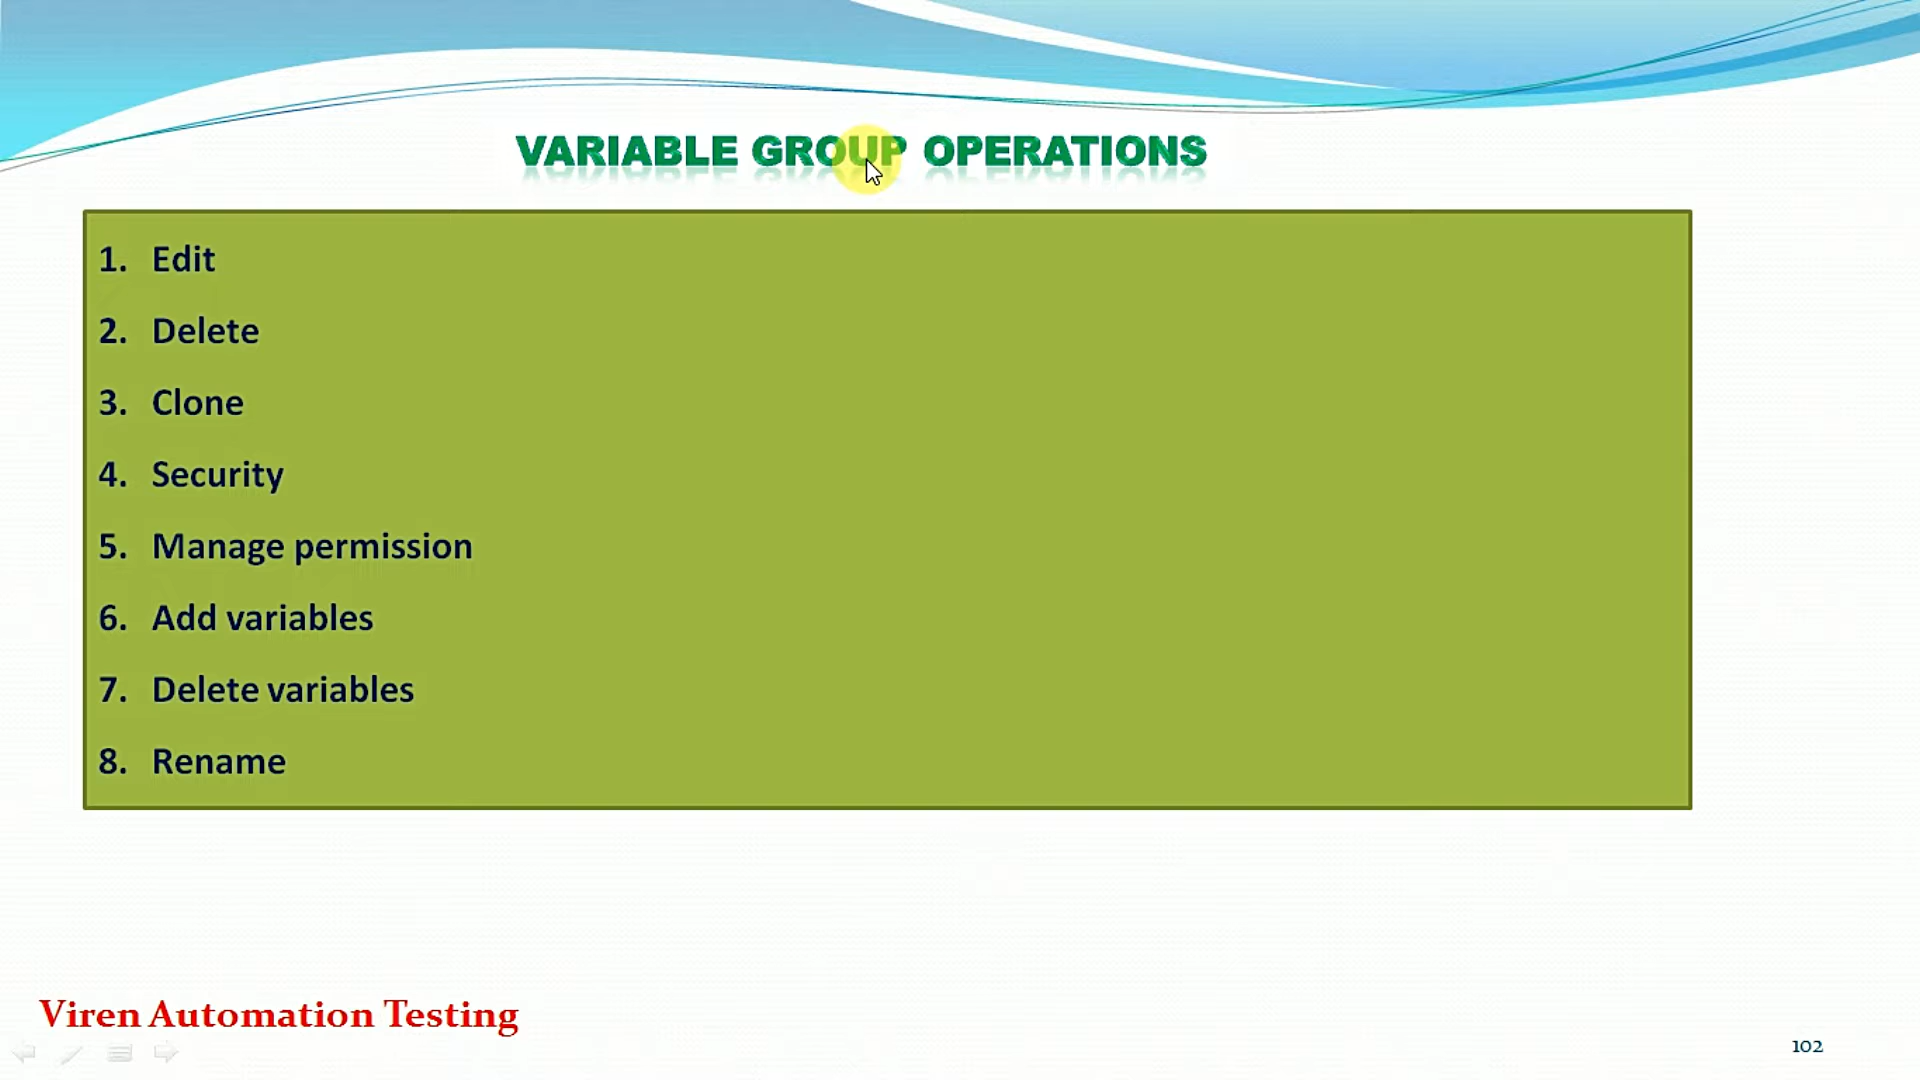 VARIABLE GROUP OPERATIONS
1. Edit
2. Delete
3. Clone
4. Security
5. Manage permission
6. Add variables
7. Delete variables
8. Rename
Viren Automation Testing
102